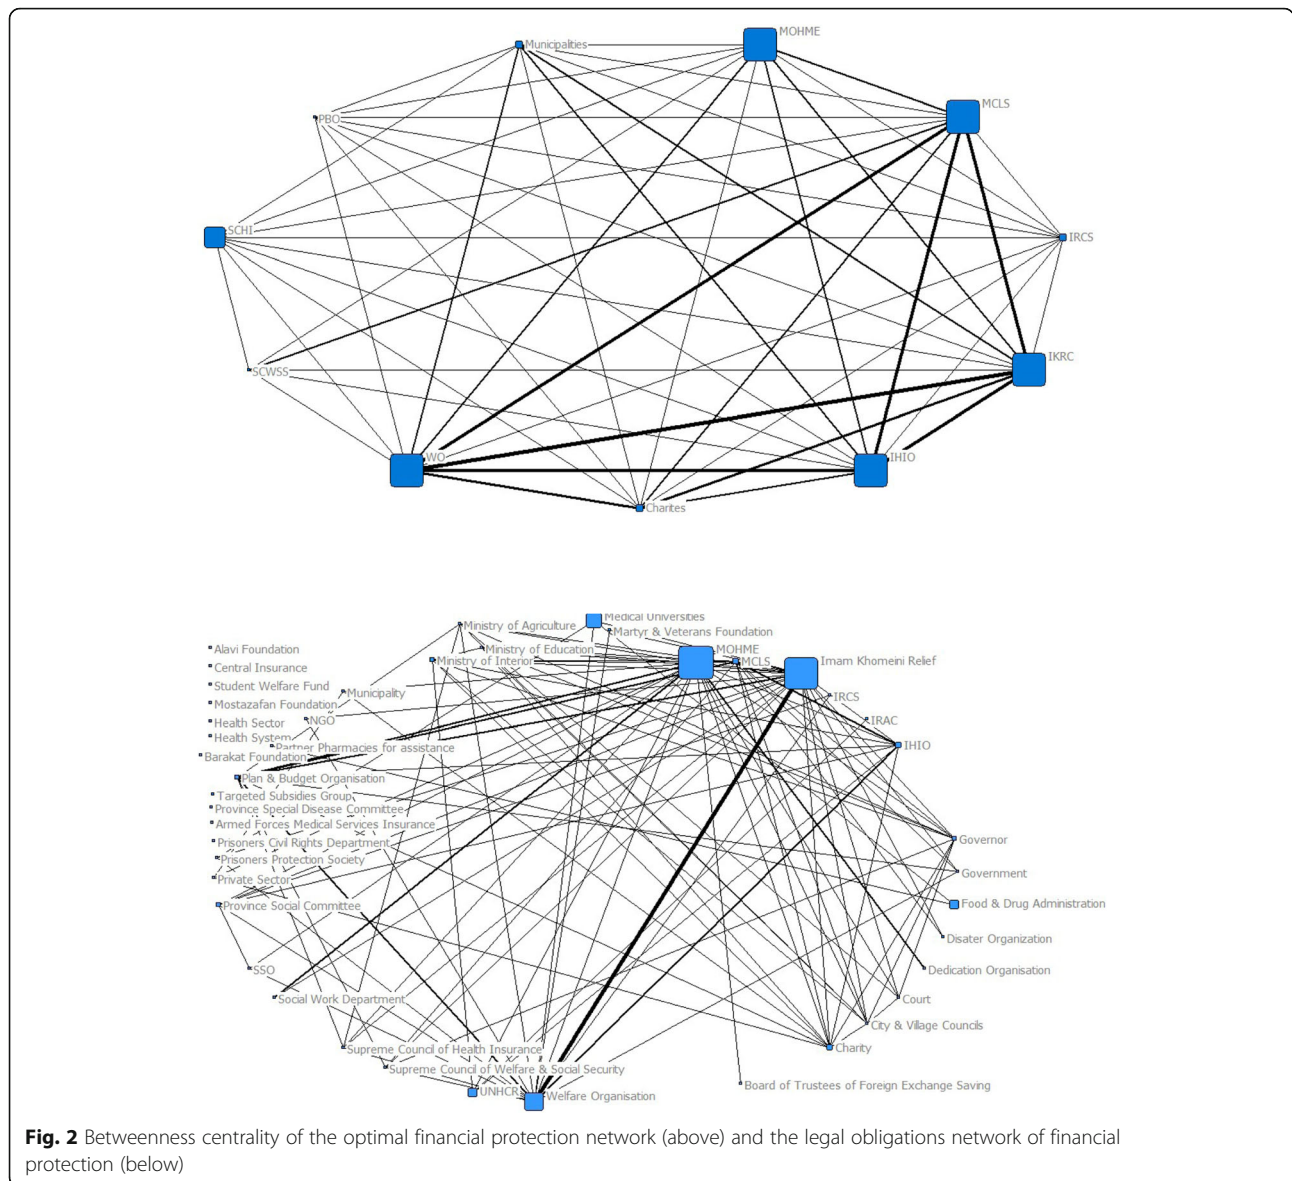 MOHME
Municipalities
MCLS
PBO
SCHI
IRCS
SCWSS
IKRC
WO
IHIO
Charites
Medical Universities
Ministry of Agriculture
Martyr & Veterans Foundation
Alavi Foundation
Ministry of Education
MOHME
Ministry of Interior
MCLS
Imam Khomeini Relief
Central Insurance
Student Welfare Fund
Municipality
IRCS
Mostazafan Foundation
NGO
IRAC
Health Sector
Health System
Partner Pharmacies for assistance
IHIO
Barakat Foundation
Plan & Budget Organisation
Targeted Subsidies Group
Province Special Disease Committee
Armed Forces Medical Services Insurance
Prisoners Civil Rights Department
Governor
Prisoners Protection Society
Government
Private Sector
Province Social Committee
Food & Drug Administration
Disater Organization
SSO
Dedication Organisation
Social Work Department
Court
City & Village Councils
Supreme Council of Health Insurance
Charity
Supreme Council of Welfare & Social Security
Board of Trustees of Foreign Exchange Saving
UNHCR
Welfare Organisation
Fig. 2 Betweenness centrality of the optimal financial protection network (above) and the legal obligations network of financial
protection (below)